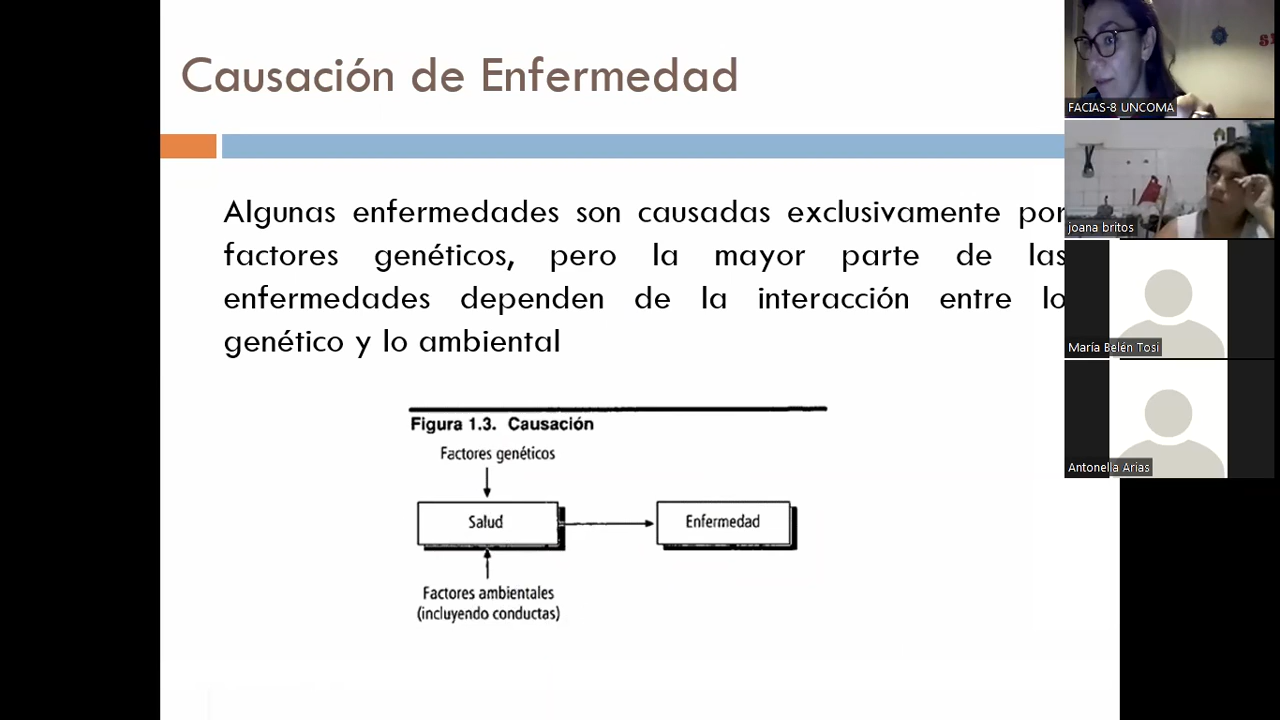 Causación de Enfermedad
Algunas enfermedades son causadas exclusivamente por
factores genéticos, pero la mayor parte de las
enfermedades dependen de la interacción entre lo
genético y lo ambiental
Figura 1.3. Causación
Factores genéticos
Salud
Enfermedad
Factores ambientales
(incluyendo conductas)
FACIAS-8 UNCOMA
joana britos
María Belén Tosi
Antonella Arias